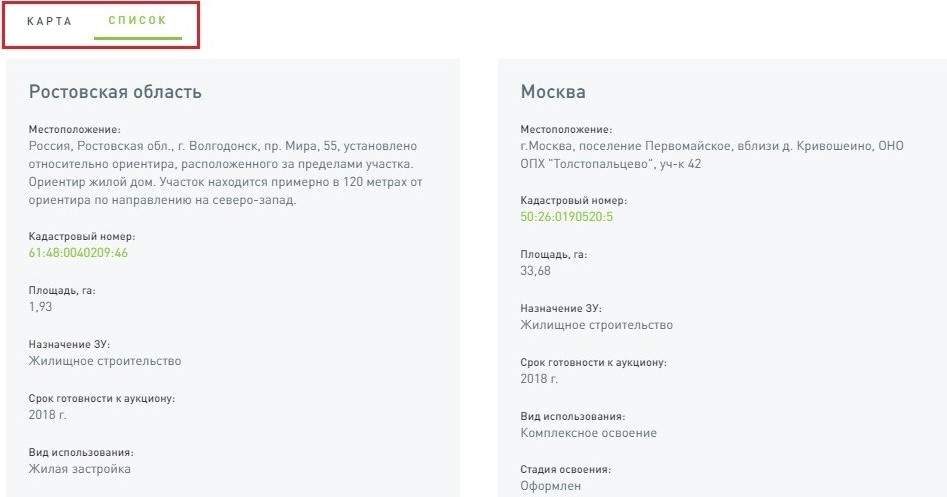 КАРТА СПИСОК
Ростовская область
Местоположение:
Россия, Ростовская обл., г. Волгодонск, пр. Мира, 55, установлено
относительно ориентира, расположенного за пределами участка.
Ориентир жилой дом. Участок находится примерно в 120 метрах от
ориентира по направлению на северо-запад.
Кадастровый номер:
61:48:0040209:46
Площадь, га:
1,93
Назначение ЗУ:
Жилищное строительство
Срок готовности к аукциону:
2018 г.
Вид использования:
Жилая застройка
Москва
Местоположение:
г.Москва, поселение Первомайское, вблизи д. Кривошеино, ОНО
ОПХ "Толстопальцево", уч-к 42
Кадастровый номер:
50:26:0190520:5
Площадь, га:
33,68
Назначение ЗУ:
Жилищное строительство
Срок готовности к аукциону:
2018 г.
Вид использования:
Комплексное освоение
Стадия освоения:
Оформлен